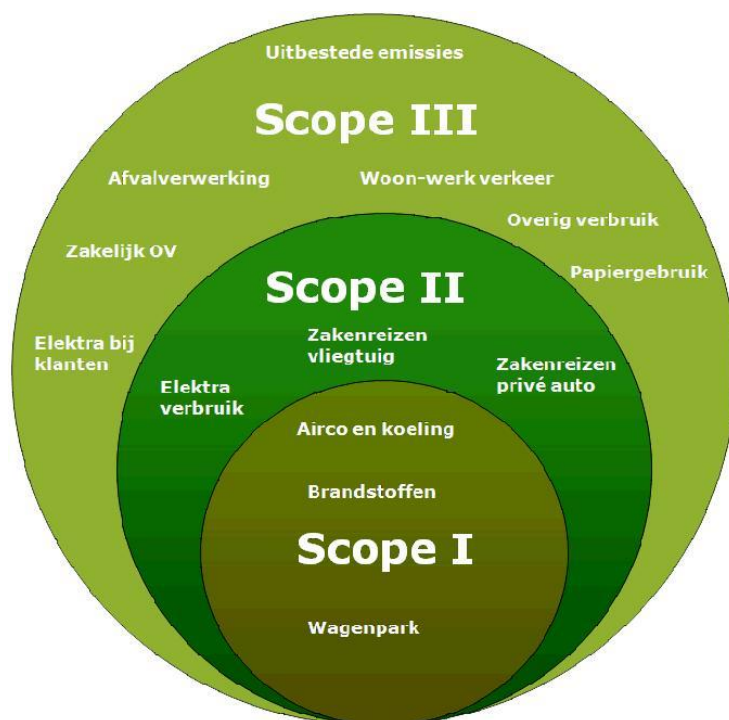 Uitbestede emissies
Scope III
Afvalverwerking
Woon-werk verkeer
Overig verbruik
Zakelijk OV
Papiergebruik
Scope II
Elektra bij
klanten
Zakenreizen
vliegtuig
Zakenreizen
privé auto
Elektra
verbruik
Airco en koeling
Brandstoffen
Scope I
Wagenpark